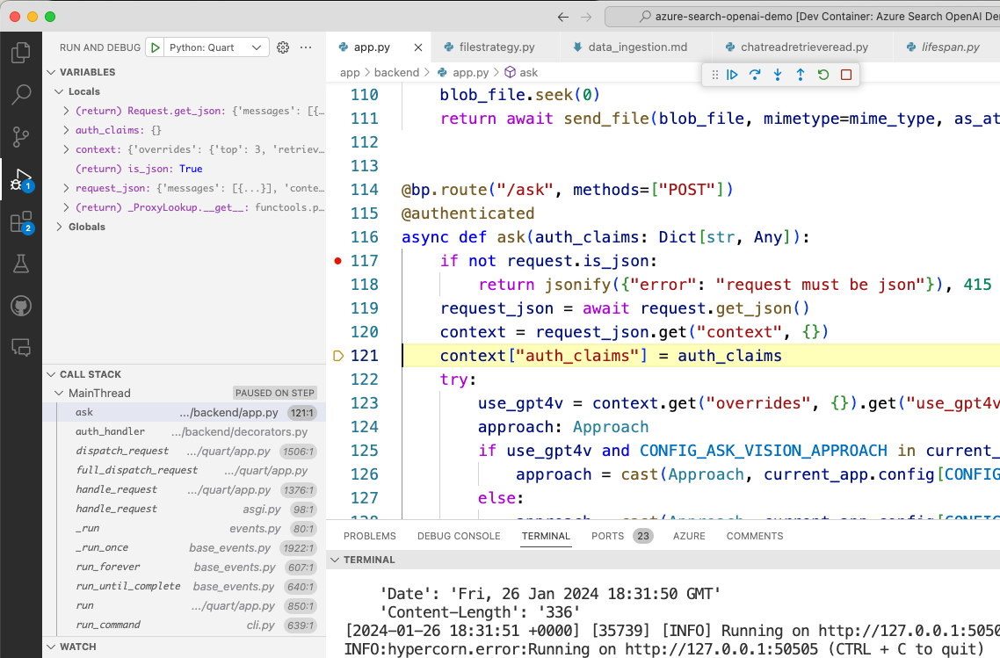 azure-search-openai-demo [Dev Container: Azure Search OpenAI De
RUN AND DEBUG Python: Quart ...
app.py filestrategy.py data_ingestion.md chatreadretrieveread.py lifespan.py
app > backend > app.py > ask
VARIABLES
Locals
(return) Request.get_json: {'messages': [{…
auth_claims: {}
context: {'overrides': {'top': 3, 'retriev…
(return) is_json: True
request_json: {'messages': [{...}], 'conte…
(return) _ProxyLookup.__get__: functools.p…
Globals
1
2
CALL STACK
MainThread PAUSED ON STEP
ask .../backend/app.py 121:1
auth_handler .../backend/decorators.py
dispatch_request .../quart/app.py 1506:1
full_dispatch_request .../quart/app.py
handle_request .../quart/app.py 1376:1
handle_request asgi.py 98:1
_run events.py 80:1
_run_once base_events.py 1922:1
run_forever base_events.py 607:1
run_until_complete base_events.py 640:1
run .../quart/app.py 850:1
run_command cli.py 639:1
WATCH
110 blob_file.seek(0)
111 return await send_file(blob_file, mimetype=mime_type, as_at
112
113
114 @bp.route("/ask", methods=["POST"])
115 @authenticated
116 async def ask(auth_claims: Dict[str, Any]):
117 if not request.is_json:
118 return jsonify({"error": "request must be json"}), 415
119 request_json = await request.get_json()
120 context = request_json.get("context", {})
121 context["auth_claims"] = auth_claims
122 try:
123 use_gpt4v = context.get("overrides", {}).get("use_gpt4v
124 approach: Approach
125 if use_gpt4v and CONFIG_ASK_VISION_APPROACH in current_
126 approach = cast(Approach, current_app.config[CONFIG
127 else:
128 approach = cast(Approach, current_app.config[CONFIG
PROBLEMS DEBUG CONSOLE TERMINAL PORTS 23 AZURE COMMENTS
TERMINAL
'Date': 'Fri, 26 Jan 2024 18:31:50 GMT'
'Content-Length': '336'
[2024-01-26 18:31:51 +0000] [35739] [INFO] Running on http://127.0.0.1:5050
INFO:hypercorn.error:Running on http://127.0.0.1:50505 (CTRL + C to quit)